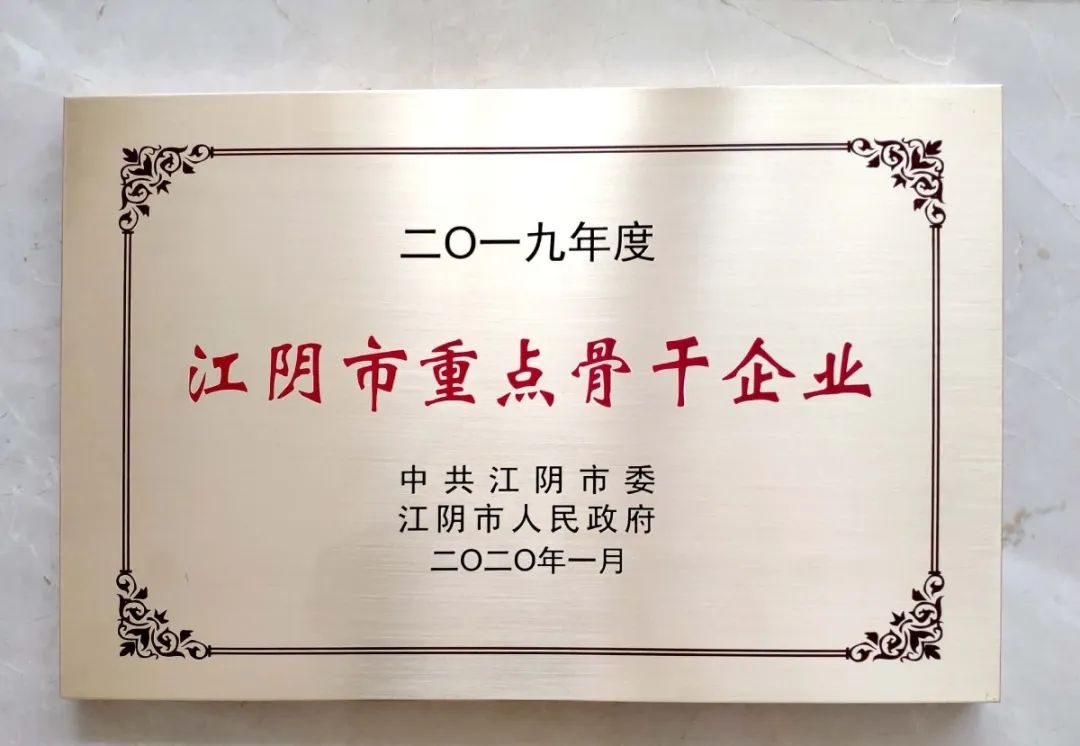 二〇一九年度
江阴市重点骨干企业
中共江阴市委
江阴市人民政府
二〇二〇年一月